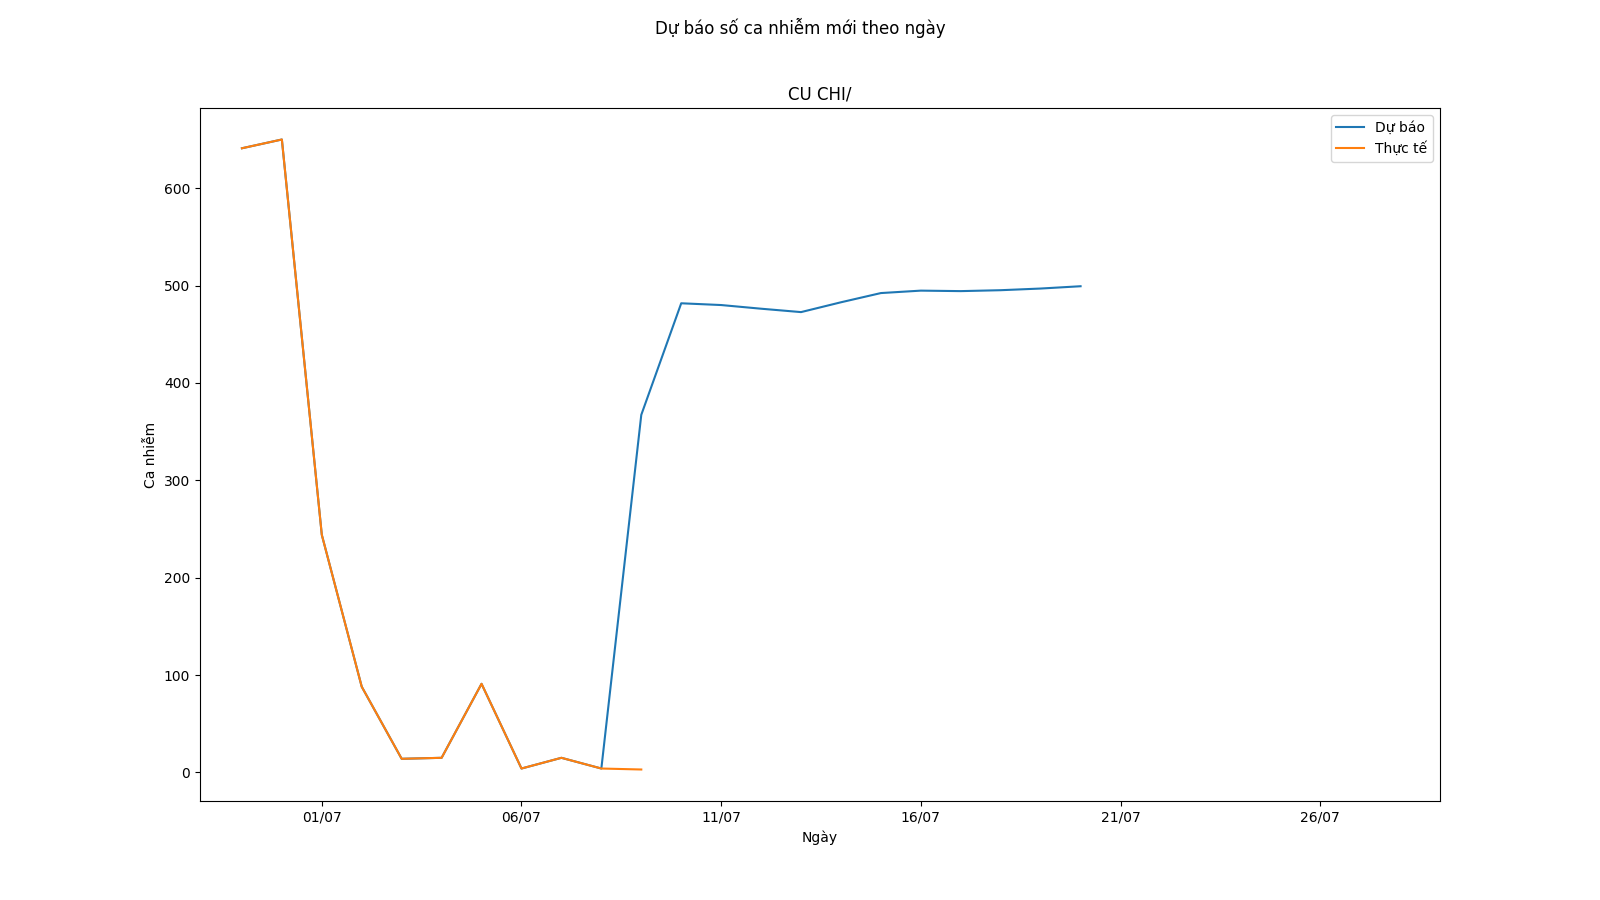 Dự báo số ca nhiễm mới theo ngày
CU CHI/
Dự báo
Thực tế
600
500
400
300
200
100
0
Ca nhiễm
01/07
06/07
11/07
16/07
21/07
26/07
Ngày